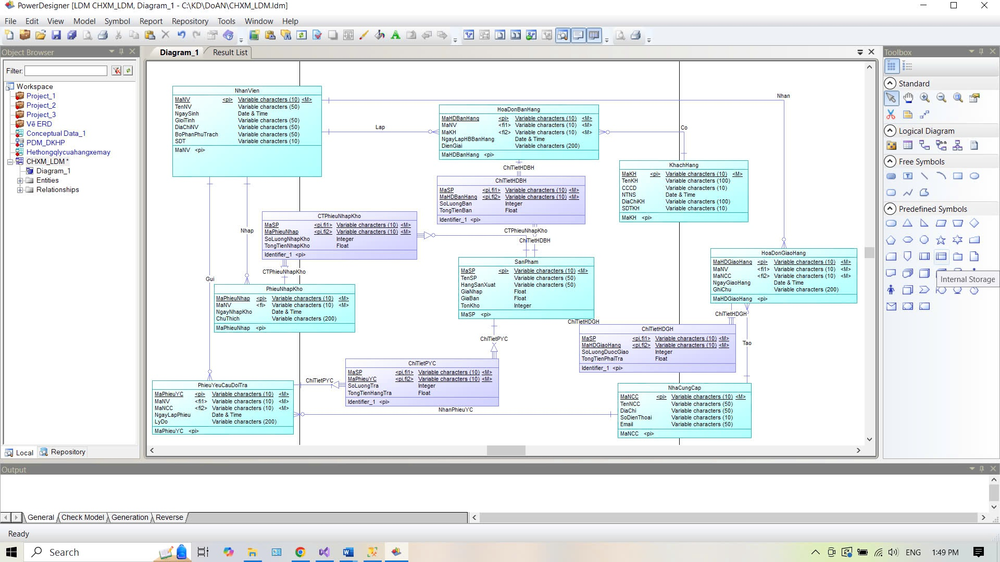 PowerDesigner [LDM CHXM_LDM, Diagram_1 - C:\KD\DoAN\CHXM_LDM.ldm]
File Edit View Model Symbol Report Repository Tools Window Help
Object Browser
Filter:
Workspace
Project_1
Project_2
Project_3
Vẽ ERD
Conceptual Data_1
PDM_DKHP
Hethongqlycuahangxemay
CHXM_LDM *
Diagram_1
Entities
Relationships
Local Repository
Diagram_1 Result List
NhanVien
MaNV <pi> Variable characters (10) <M>
TenNV Variable characters (50)
NgaySinh Date & Time
GioiTinh Variable characters (50)
DiaChiNV Variable characters (50)
BoPhanPhuTrach Variable characters (50)
SDT Variable characters (10)
MaNV <pi>
Lap
Nhan
HoaDonBanHang
MaHDBanHang <pi> Variable characters (10) <M>
MaNV <fi1> Variable characters (10) <M>
MaKH <fi2> Variable characters (10) <M>
NgayLapHBBanHang Date & Time
DienGiai Variable characters (200)
MaHDBanHang <pi>
Co
ChiTietHDBH
ChiTietHDBH
MaSP <pi,fi1> Variable characters (10) <M>
MaHDBanHang <pi,fi2> Variable characters (10) <M>
SoLuongBan Integer
TongTienBan Float
Identifier_1 <pi>
KhachHang
MaKH <pi> Variable characters (10) <M>
TenKH Variable characters (100)
CCCD Variable characters (10)
NTNS Date & Time
DiaChiKH Variable characters (100)
SDTKH Variable characters (10)
MaKH <pi>
CTPhieuNhapKho
MaSP <pi,fi1> Variable characters (10) <M>
MaPhieuNhap <pi,fi2> Variable characters (10) <M>
SoLuongNhapKho Integer
TongTienNhapKho Float
Identifier_1 <pi>
Nhap
CTPhieuNhapKho
ChiTietHDBH
CTPhieuNhapKho
Gui
PhieuNhapKho
MaPhieuNhap <pi> Variable characters (10) <M>
MaNV <fi> Variable characters (10) <M>
NgayNhapKho Date & Time
ChuThich Variable characters (200)
MaPhieuNhap <pi>
SanPham
MaSP <pi> Variable characters (10) <M>
TenSP Variable characters (50)
HangSanXuat Variable characters (50)
GiaNhap Float
GiaBan Float
TonKho Integer
MaSP <pi>
HoaDonGiaoHang
MaHDGiaoHang <pi> Variable characters (10) <M>
MaNV <fi1> Variable characters (10) <M>
MaNCC <fi2> Variable characters (10) <M>
NgayGiaoHang Date & Time
GhiChu Variable characters (200)
MaHDGiaoHang <pi>
ChiTietHDGH
ChiTietHDGH
ChiTietHDGH
MaSP <pi,fi1> Variable characters (10) <M>
MaHDGiaoHang <pi,fi2> Variable characters (10) <M>
SoLuongDuocGiao Integer
TongTienPhaiTra Float
Identifier_1 <pi>
Tao
ChiTietPYC
ChiTietPYC
MaSP <pi,fi1> Variable characters (10) <M>
MaPhieuYC <pi,fi2> Variable characters (10) <M>
SoLuongTra Integer
TongTienHangTra Float
Identifier_1 <pi>
ChiTietPYC
PhieuYeuCauDoiTra
MaPhieuYC <pi> Variable characters (10) <M>
MaNV <fi1> Variable characters (10) <M>
MaNCC <fi2> Variable characters (10) <M>
NgayLapPhieu Date & Time
LyDo Variable characters (200)
MaPhieuYC <pi>
NhanPhieuYC
NhaCungCap
MaNCC <pi> Variable characters (10) <M>
TenNCC Variable characters (50)
DiaChi Variable characters (50)
SoDienThoai Variable characters (10)
Email Variable characters (50)
MaNCC <pi>
Toolbox
Standard
Logical Diagram
Free Symbols
Predefined Symbols
Internal Storage
Output
General Check Model Generation Reverse
Ready
Search
ENG 1:49 PM